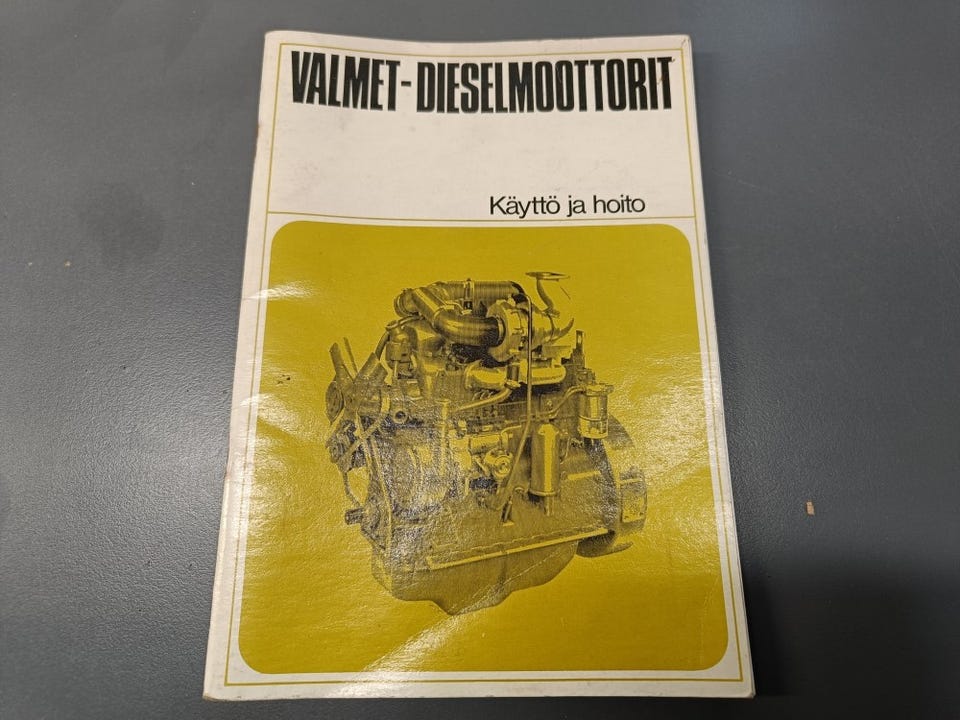 VALMET-DIESELMOOTTORIT
Käyttö ja hoito